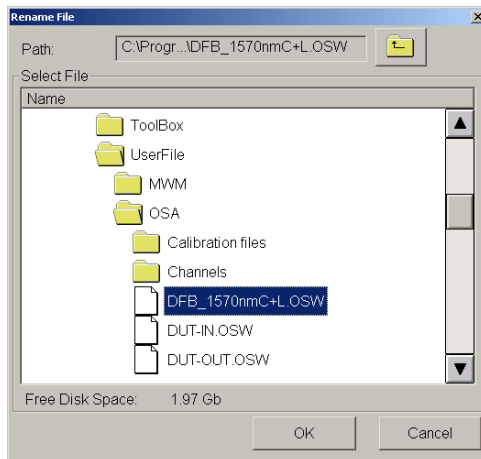 Rename File
Path: C:\Progr...\DFB_1570nmC+L.OSW
Select File
Name
ToolBox
UserFile
MWM
OSA
Calibration files
Channels
DFB_1570nmC+L.OSW
DUT-IN.OSW
DUT-OUT.OSW
Free Disk Space: 1.97 Gb
OK Cancel